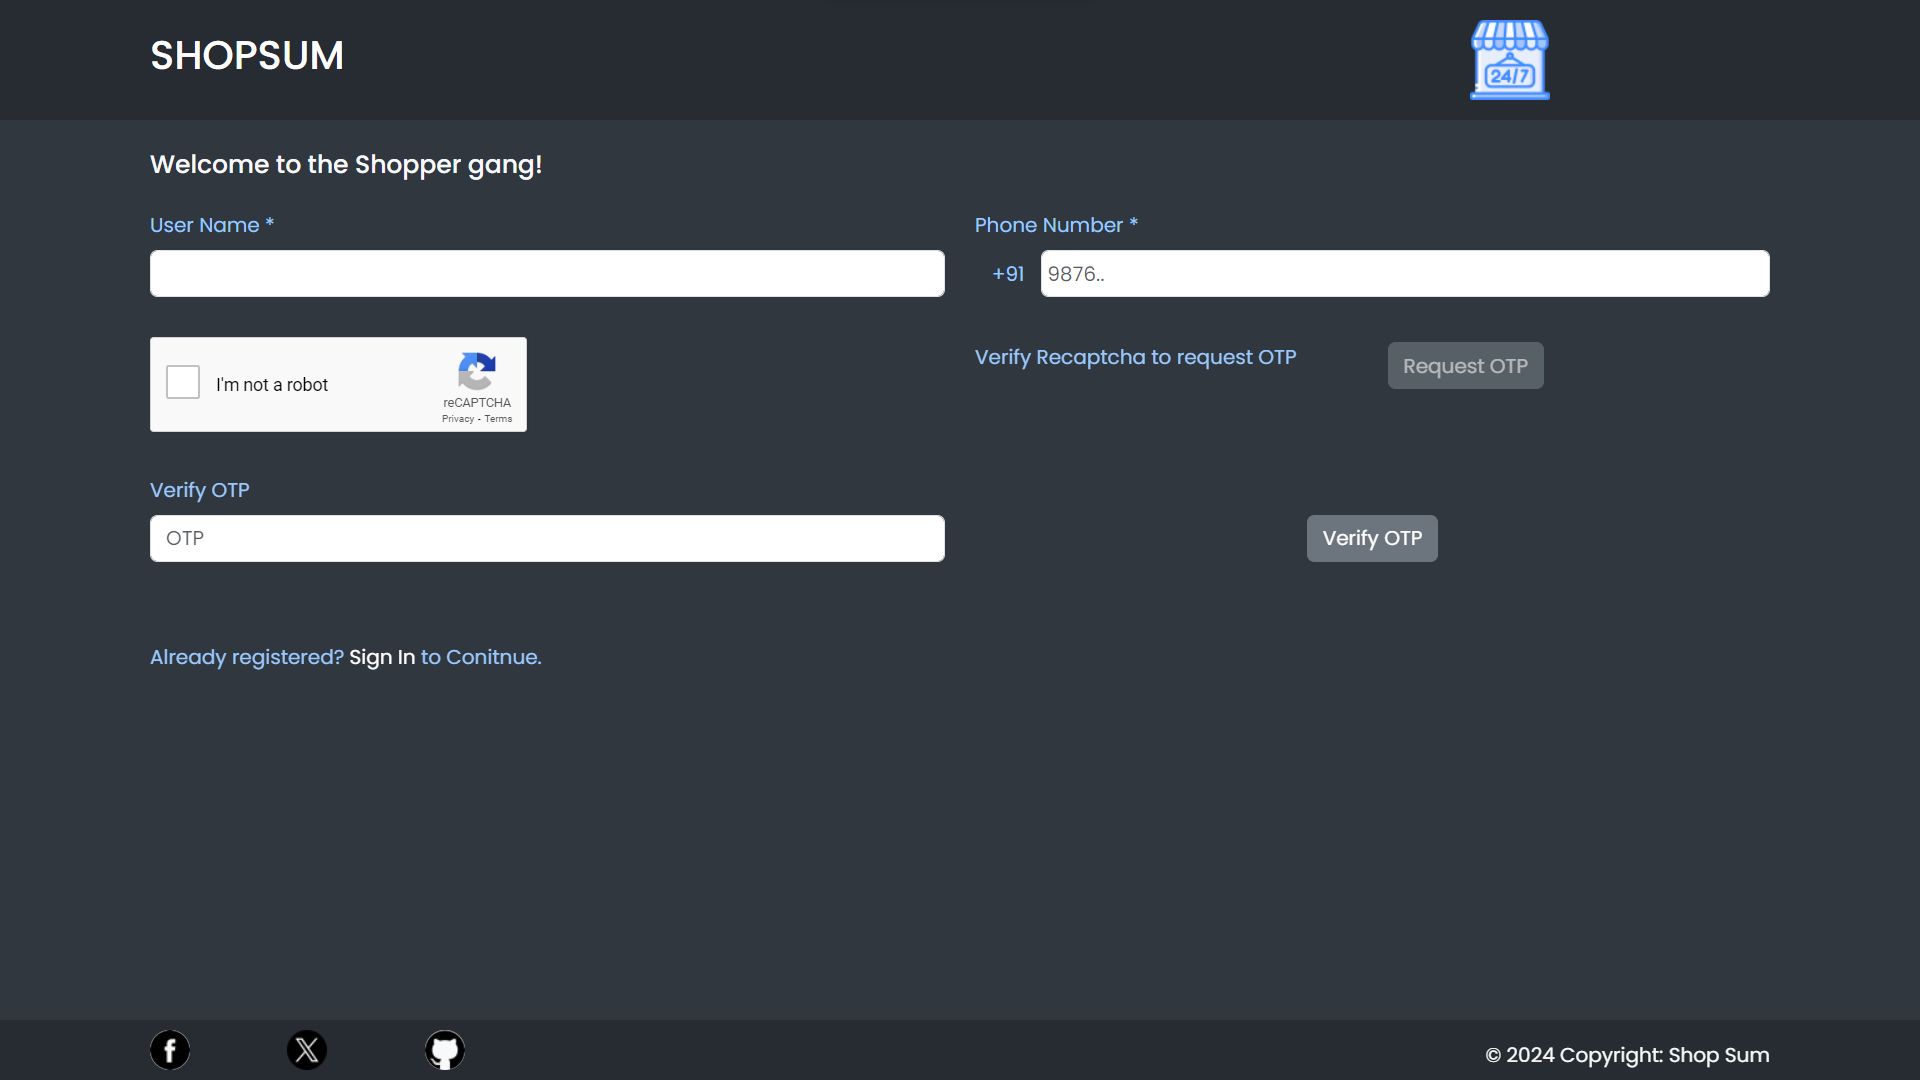 SHOPSUM
24/7
Welcome to the Shopper gang!
User Name *
Phone Number *
+91
9876..
I'm not a robot
reCAPTCHA
Privacy - Terms
Verify Recaptcha to request OTP
Request OTP
Verify OTP
OTP
Verify OTP
Already registered? Sign In to Conitnue.
© 2024 Copyright: Shop Sum